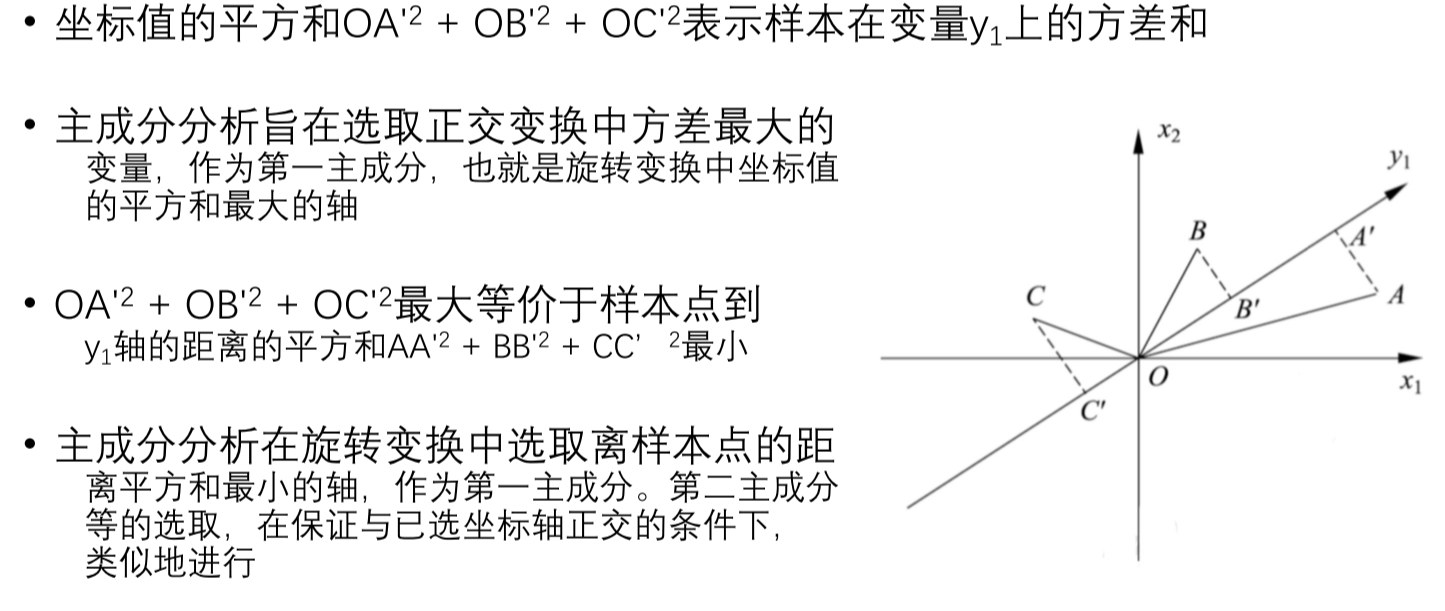 • 坐标值的平方和OA'² + OB'² + OC'²表示样本在变量y₁上的方差和
• 主成分分析旨在选取正交变换中方差最大的
变量，作为第一主成分，也就是旋转变换中坐标值
的平方和最大的轴
• OA'² + OB'² + OC'²最大等价于样本点到
y₁轴的距离的平方和AA'² + BB'² + CC’ ²最小
• 主成分分析在旋转变换中选取离样本点的距
离平方和最小的轴，作为第一主成分。第二主成分
等的选取，在保证与已选坐标轴正交的条件下，
类似地进行
x₂
y₁
B
A'
C
B'
A
O
x₁
C'